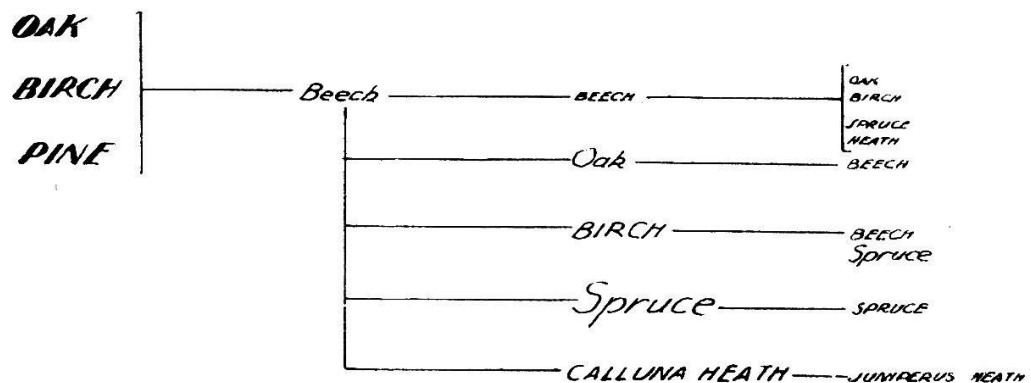 OAK
BIRCH
PINE
Beech
BEECH
OAK
BIRCH
SPRUCE
HEATH
Oak
BEECH
BIRCH
BEECH
Spruce
Spruce
SPRUCE
CALLUNA HEATH
JUNIPERUS HEATH